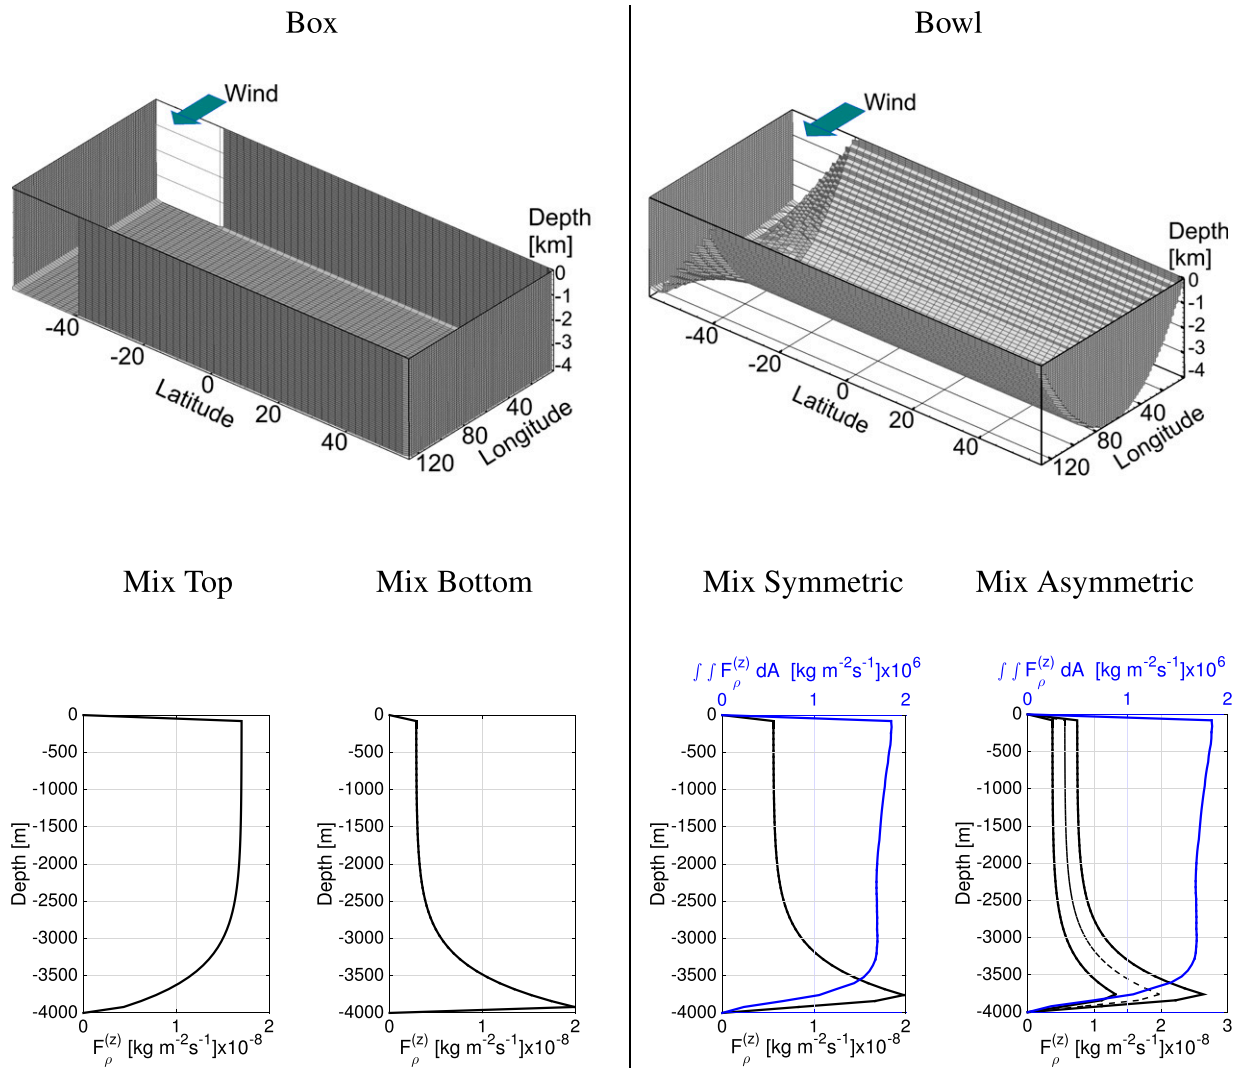 Box
Bowl
Wind
Depth
[km]
0
-1
-2
-3
-4
-40
-20
0
20
40
Latitude
40
80
120
Longitude
Wind
Depth
[km]
0
-1
-2
-3
-4
-40
-20
0
20
40
Latitude
40
80
120
Longitude
Mix Top
Mix Bottom
Mix Symmetric
Mix Asymmetric
∫ ∫ F_ρ^(z) dA [kg m-2s-1]x10^6
0 1 2
∫ ∫ F_ρ^(z) dA [kg m-2s-1]x10^6
0 1 2
0
-500
-1000
-1500
-2000
-2500
-3000
-3500
-4000
Depth [m]
0 1 2
F_ρ^(z) [kg m-2s-1]x10-8
0
-500
-1000
-1500
-2000
-2500
-3000
-3500
-4000
Depth [m]
0 1 2
F_ρ^(z) [kg m-2s-1]x10-8
0
-500
-1000
-1500
-2000
-2500
-3000
-3500
-4000
Depth [m]
0 1 2
F_ρ^(z) [kg m-2s-1]x10-8
0
-500
-1000
-1500
-2000
-2500
-3000
-3500
-4000
Depth [m]
0 1 2 3
F_ρ^(z) [kg m-2s-1]x10-8